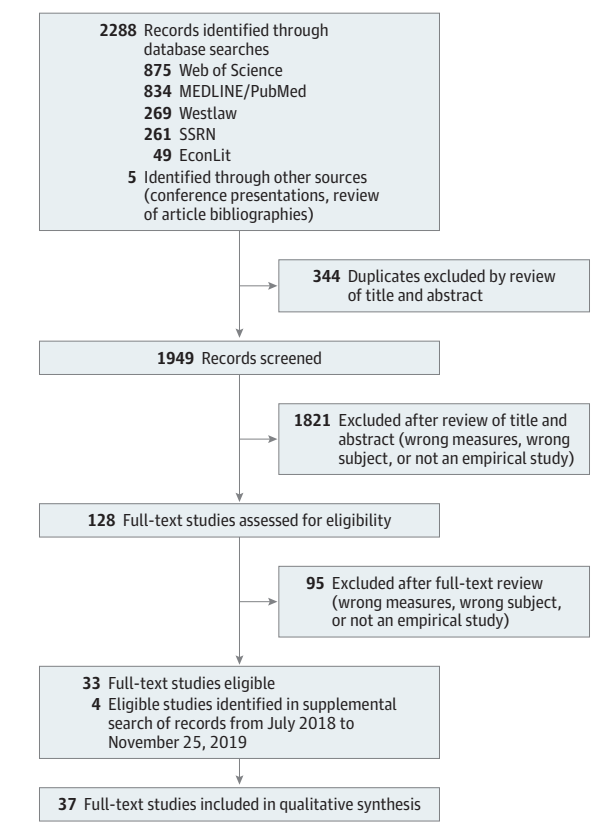 2288 Records identified through
database searches
875 Web of Science
834 MEDLINE/PubMed
269 Westlaw
261 SSRN
49 EconLit
5 Identified through other sources
(conference presentations, review
of article bibliographies)
344 Duplicates excluded by review
of title and abstract
1949 Records screened
1821 Excluded after review of title and
abstract (wrong measures, wrong
subject, or not an empirical study)
128 Full-text studies assessed for eligibility
95 Excluded after full-text review
(wrong measures, wrong subject,
or not an empirical study)
33 Full-text studies eligible
4 Eligible studies identified in supplemental
search of records from July 2018 to
November 25, 2019
37 Full-text studies included in qualitative synthesis